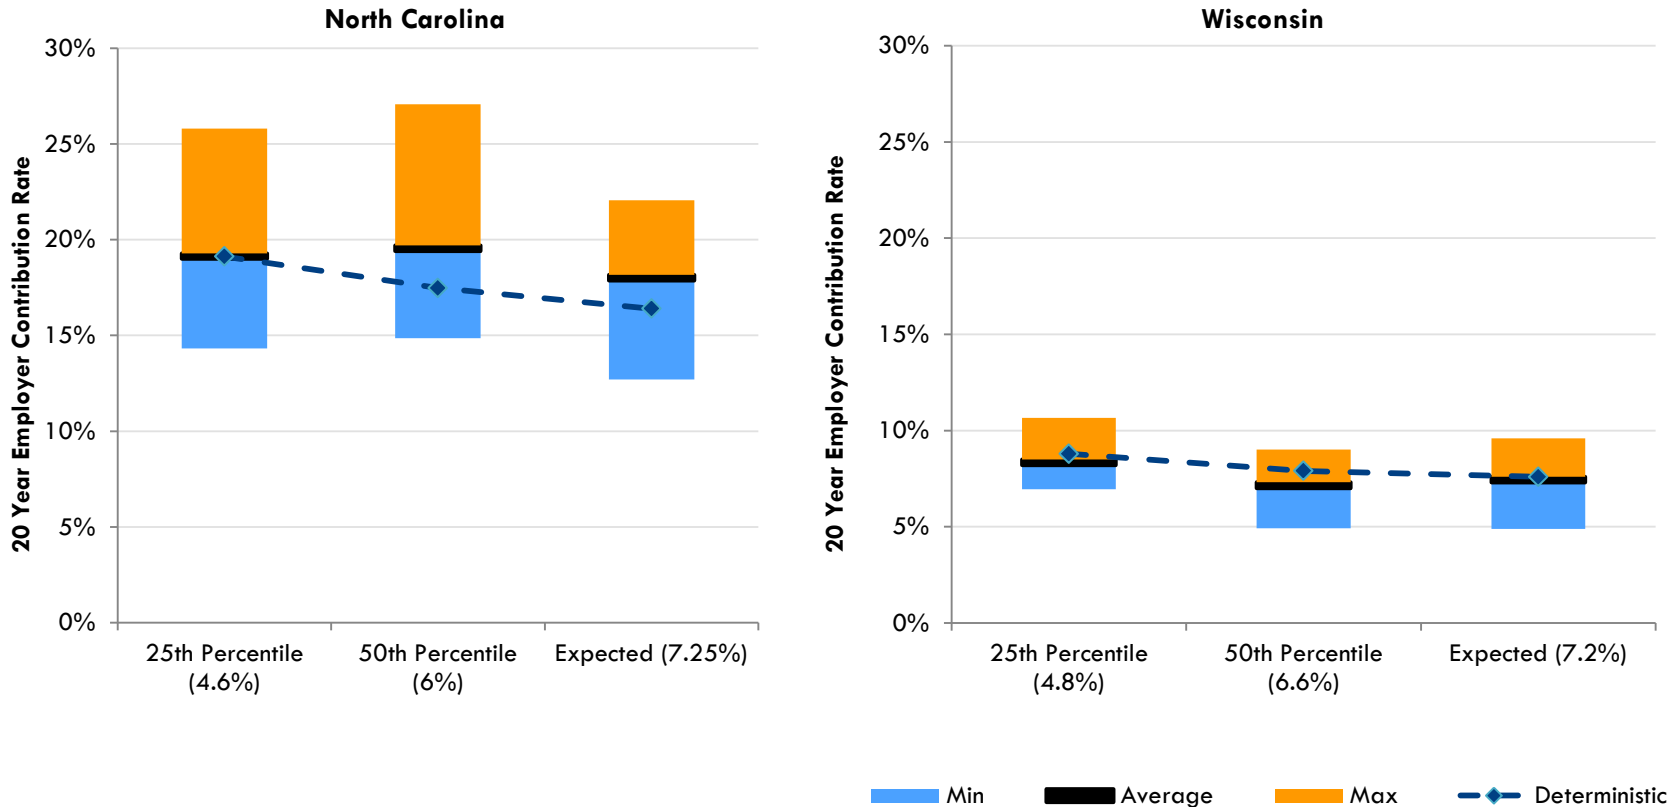 North Carolina
20 Year Employer Contribution Rate
30%
25%
20%
15%
10%
5%
0%
25th Percentile
(4.6%)
50th Percentile
(6%)
Expected (7.25%)
Wisconsin
20 Year Employer Contribution Rate
30%
25%
20%
15%
10%
5%
0%
25th Percentile
(4.8%)
50th Percentile
(6.6%)
Expected (7.2%)
Min
Average
Max
Deterministic